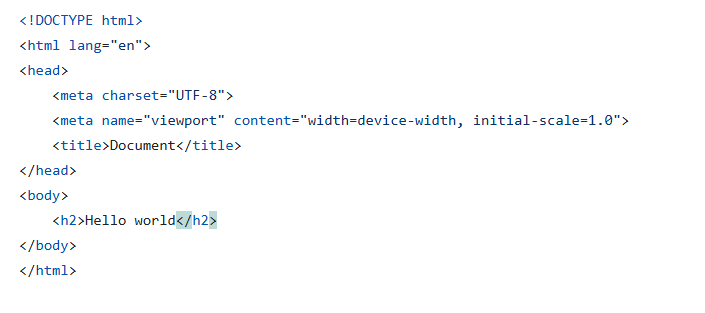 <!DOCTYPE html>
<html lang="en">
<head>
    <meta charset="UTF-8">
    <meta name="viewport" content="width=device-width, initial-scale=1.0">
    <title>Document</title>
</head>
<body>
    <h2>Hello world</h2>
</body>
</html>